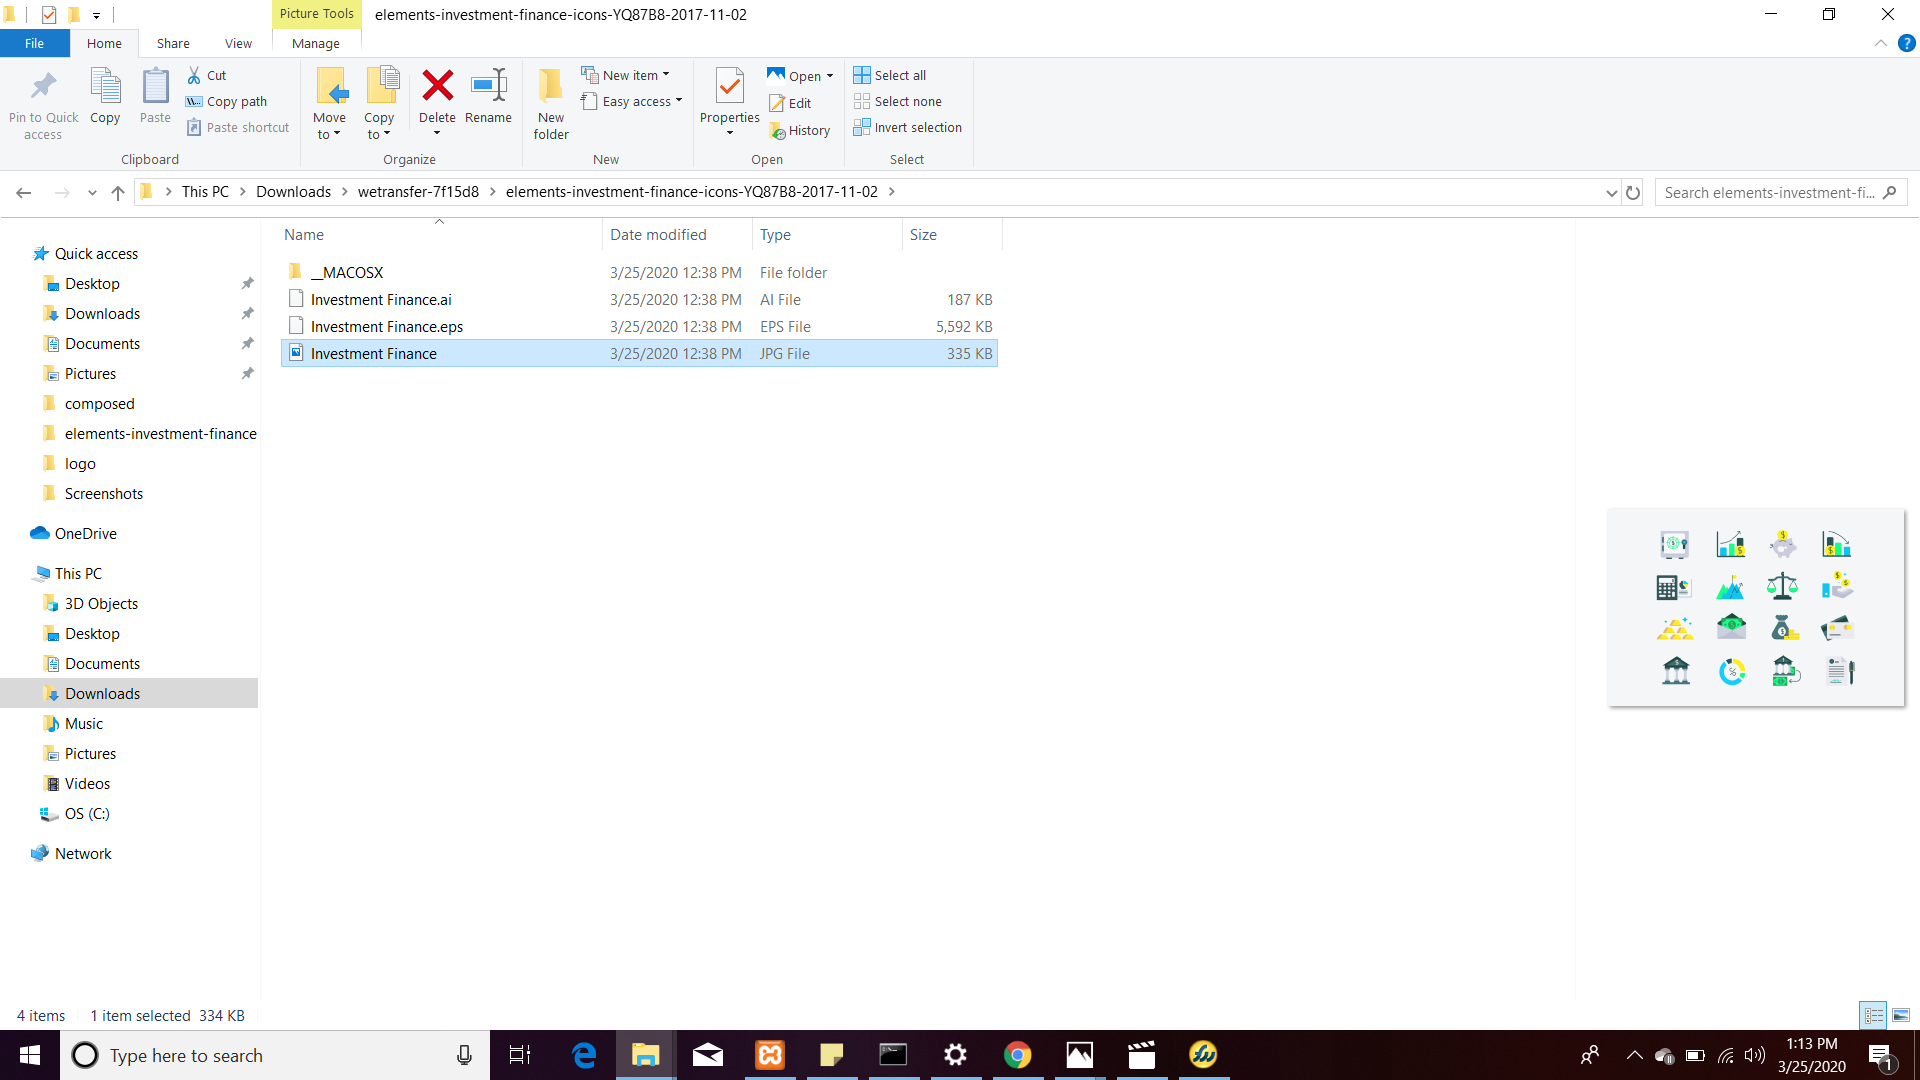 Picture Tools
elements-investment-finance-icons-YQ87B8-2017-11-02
File
Home
Share
View
Manage
Pin to Quick access
Copy
Paste
Cut
Copy path
Paste shortcut
Clipboard
Move to
Copy to
Delete
Rename
Organize
New folder
New item
Easy access
New
Properties
Open
Edit
History
Open
Select all
Select none
Invert selection
Select
This PC
Downloads
wetransfer-7f15d8
elements-investment-finance-icons-YQ87B8-2017-11-02
Search elements-investment-fi...
Quick access
Desktop
Downloads
Documents
Pictures
composed
elements-investment-finance
logo
Screenshots
OneDrive
This PC
3D Objects
Desktop
Documents
Downloads
Music
Pictures
Videos
OS (C:)
Network
Name Date modified Type Size
__MACOSX 3/25/2020 12:38 PM File folder
Investment Finance.ai 3/25/2020 12:38 PM AI File 187 KB
Investment Finance.eps 3/25/2020 12:38 PM EPS File 5,592 KB
Investment Finance 3/25/2020 12:38 PM JPG File 335 KB
4 items 1 item selected 334 KB
Type here to search
1:13 PM
3/25/2020
1